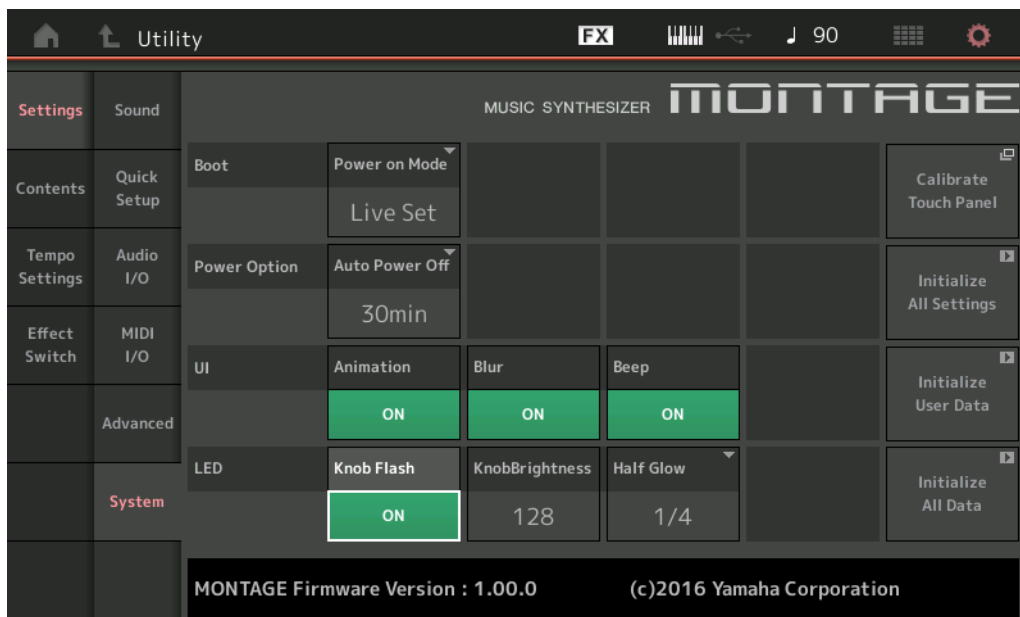 Utility
FX
90
Settings
Sound
MUSIC SYNTHESIZER MONTAGE
Contents
Quick
Setup
Boot
Power on Mode
Live Set
Calibrate
Touch Panel
Tempo
Settings
Audio
I/O
Power Option
Auto Power Off
30min
Initialize
All Settings
Effect
Switch
MIDI
I/O
UI
Animation
ON
Blur
ON
Beep
ON
Initialize
User Data
Advanced
LED
Knob Flash
ON
KnobBrightness
128
Half Glow
1/4
Initialize
All Data
System
MONTAGE Firmware Version : 1.00.0
(c)2016 Yamaha Corporation